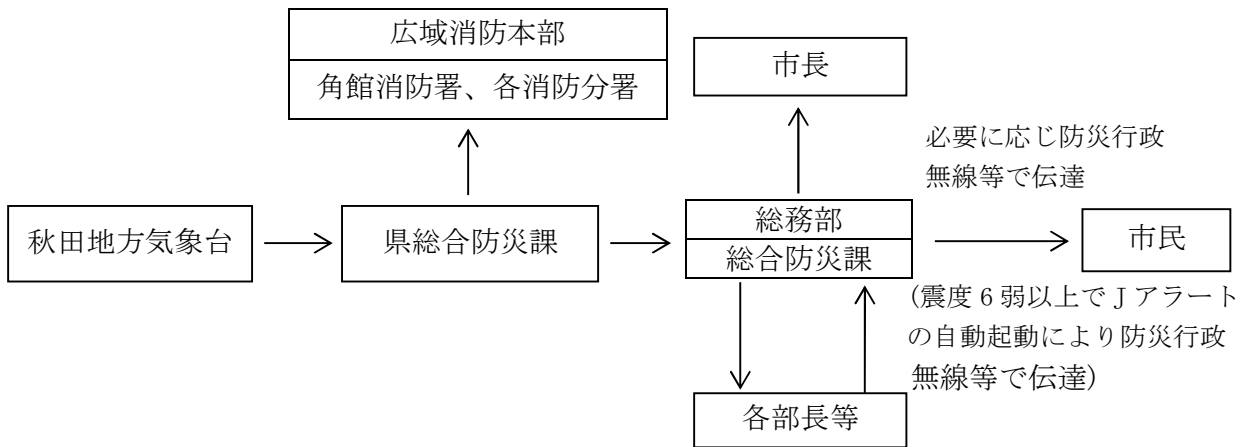 広域消防本部
角館消防署、各消防分署
市長
必要に応じ防災行政
無線等で伝達
秋田地方気象台
県総合防災課
総務部
総合防災課
市民
(震度 6 弱以上で J アラート
の自動起動により防災行政
無線等で伝達)
各部長等